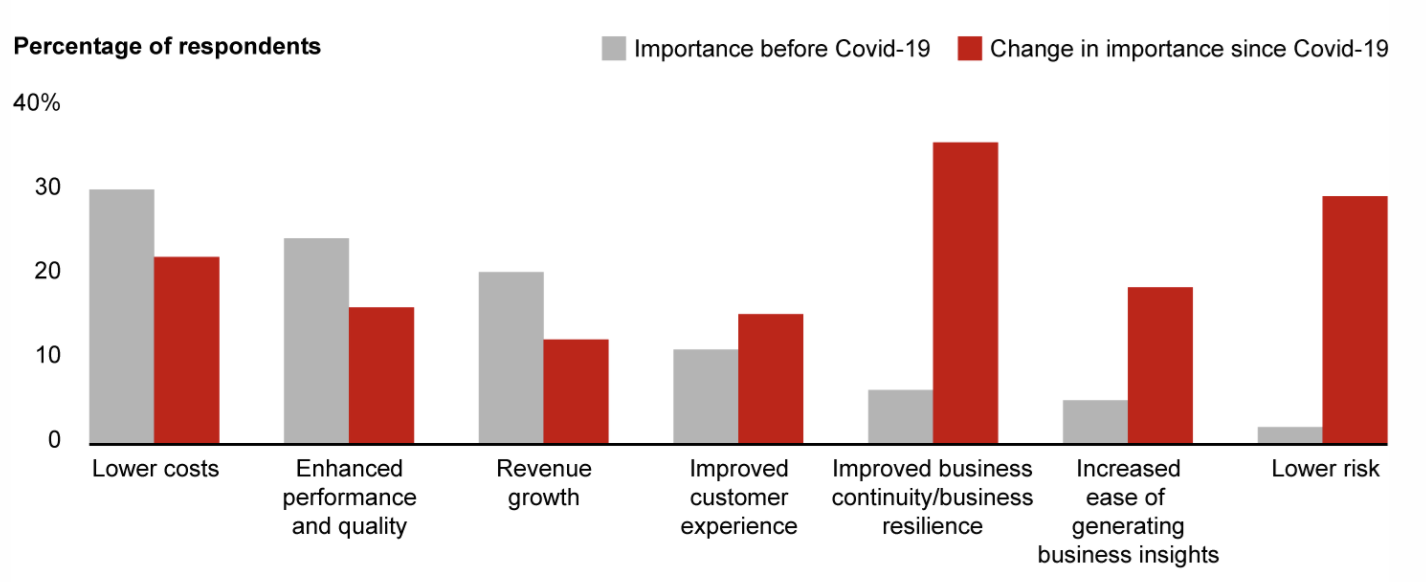 Percentage of respondents
Importance before Covid-19
Change in importance since Covid-19
40%
30
20
10
0
Lower costs
Enhanced
performance
and quality
Revenue
growth
Improved
customer
experience
Improved business
continuity/business
resilience
Increased
ease of
generating
business insights
Lower risk